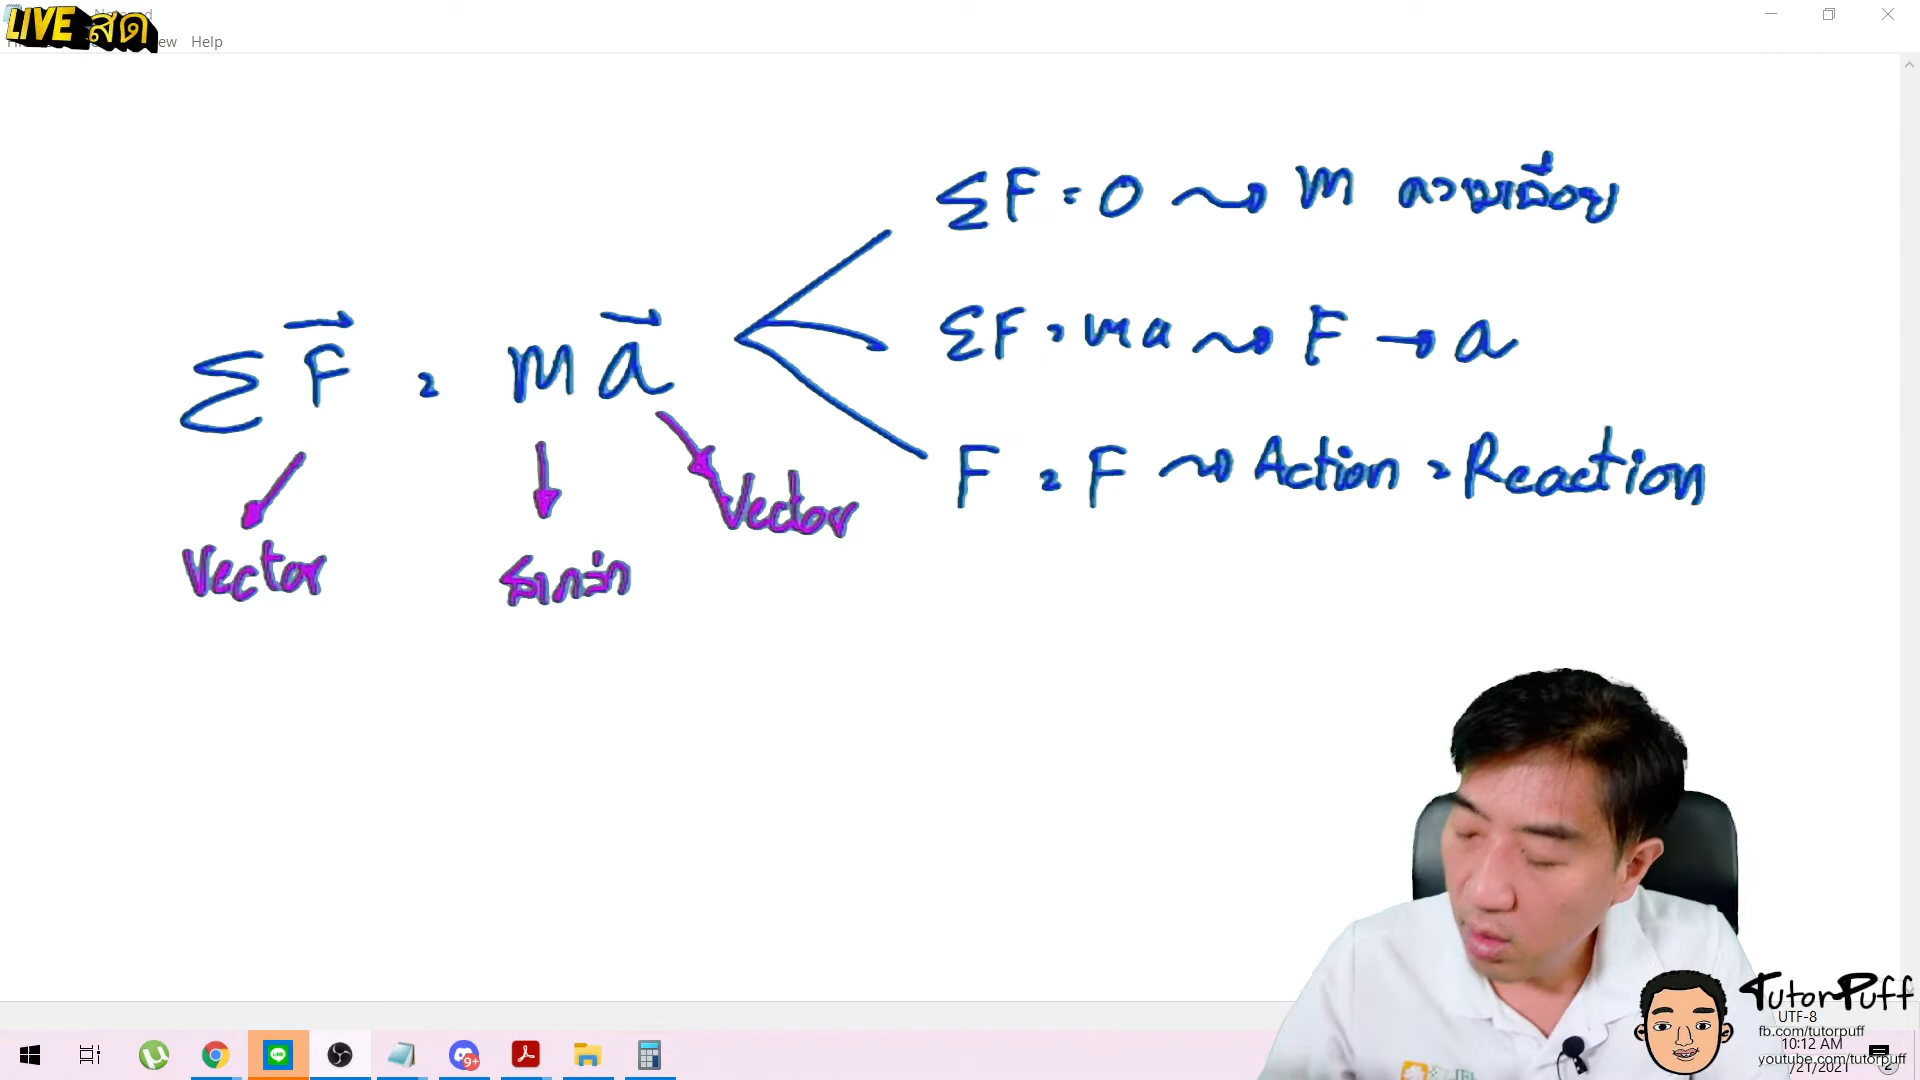 LIVE สด
Help
ΣF = 0 → m ความเฉื่อย
ΣF = ma → F → a
ΣF⃗ = ma⃗
F = F → Action = Reaction
Vector
Vector
สเกล่า
TutorPuff
UTF-8
fb.com/tutorpuff
10:12 AM
youtube.com/tutorpuff
9+